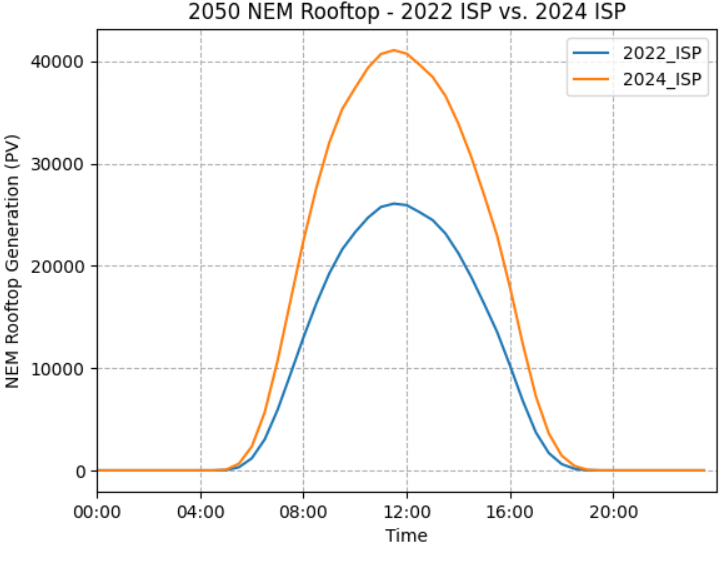 2050 NEM Rooftop - 2022 ISP vs. 2024 ISP
2022_ISP
2024_ISP
NEM Rooftop Generation (PV)
40000
30000
20000
10000
0
00:00 04:00 08:00 12:00 16:00 20:00
Time